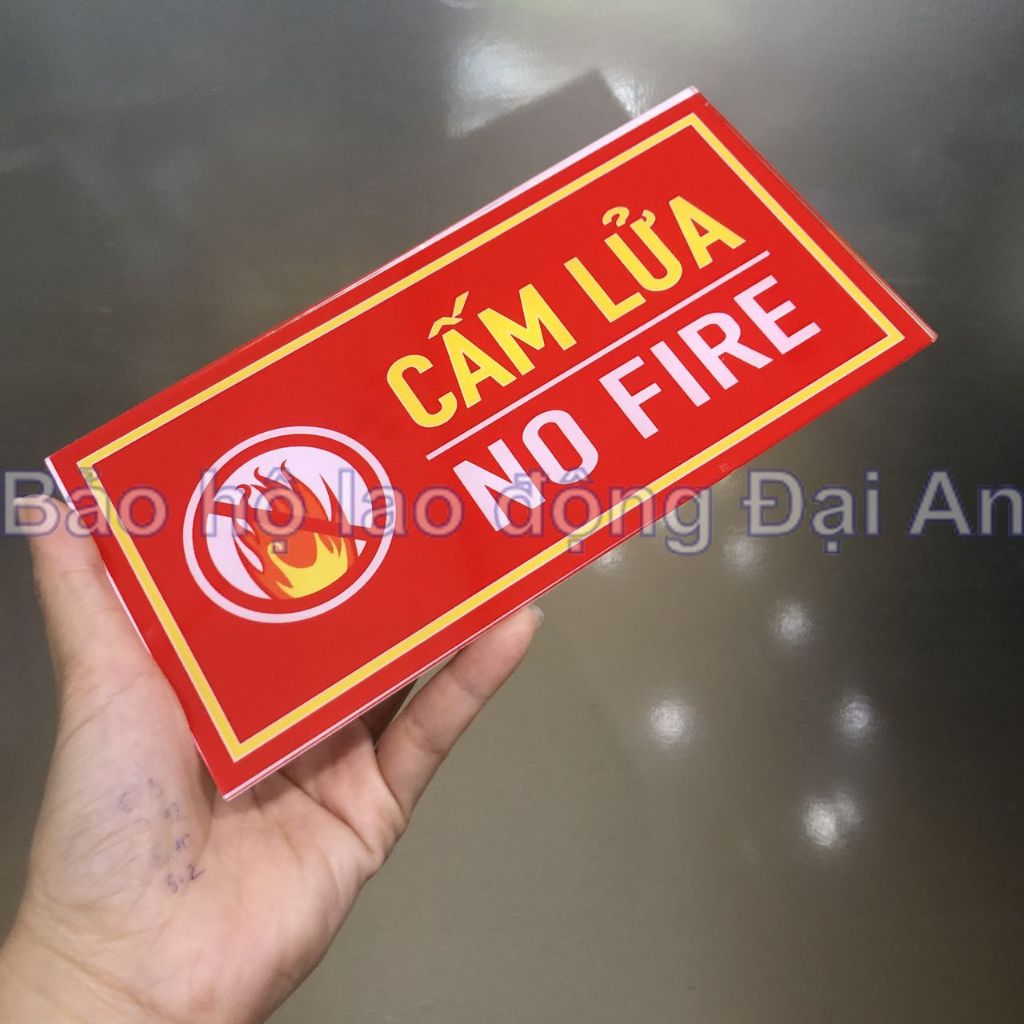 CẤM LỬA
NO FIRE
Bảo hộ lao động Đại An